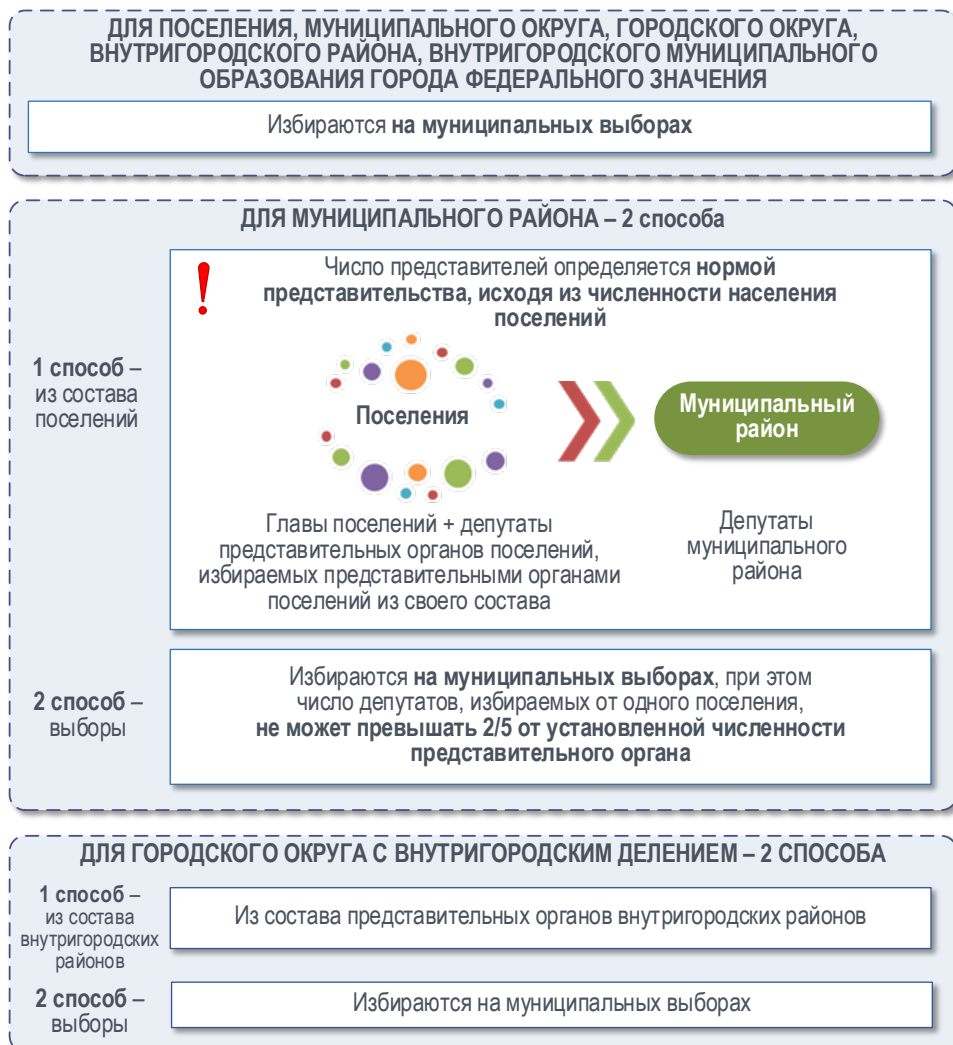 ДЛЯ ПОСЕЛЕНИЯ, МУНИЦИПАЛЬНОГО ОКРУГА, ГОРОДСКОГО ОКРУГА,
ВНУТРИГОРОДСКОГО РАЙОНА, ВНУТРИГОРОДСКОГО МУНИЦИПАЛЬНОГО
ОБРАЗОВАНИЯ ГОРОДА ФЕДЕРАЛЬНОГО ЗНАЧЕНИЯ
Избираются на муниципальных выборах
ДЛЯ МУНИЦИПАЛЬНОГО РАЙОНА – 2 способа
1 способ –
из состава
поселений
!
Число представителей определяется нормой
представительства, исходя из численности населения
поселений
Поселения
Муниципальный
район
Главы поселений + депутаты
представительных органов поселений,
избираемых представительными органами
поселений из своего состава
Депутаты
муниципального
района
2 способ –
выборы
Избираются на муниципальных выборах, при этом
число депутатов, избираемых от одного поселения,
не может превышать 2/5 от установленной численности
представительного органа
ДЛЯ ГОРОДСКОГО ОКРУГА С ВНУТРИГОРОДСКИМ ДЕЛЕНИЕМ – 2 СПОСОБА
1 способ –
из состава
внутригородских
районов
Из состава представительных органов внутригородских районов
2 способ –
выборы
Избираются на муниципальных выборах